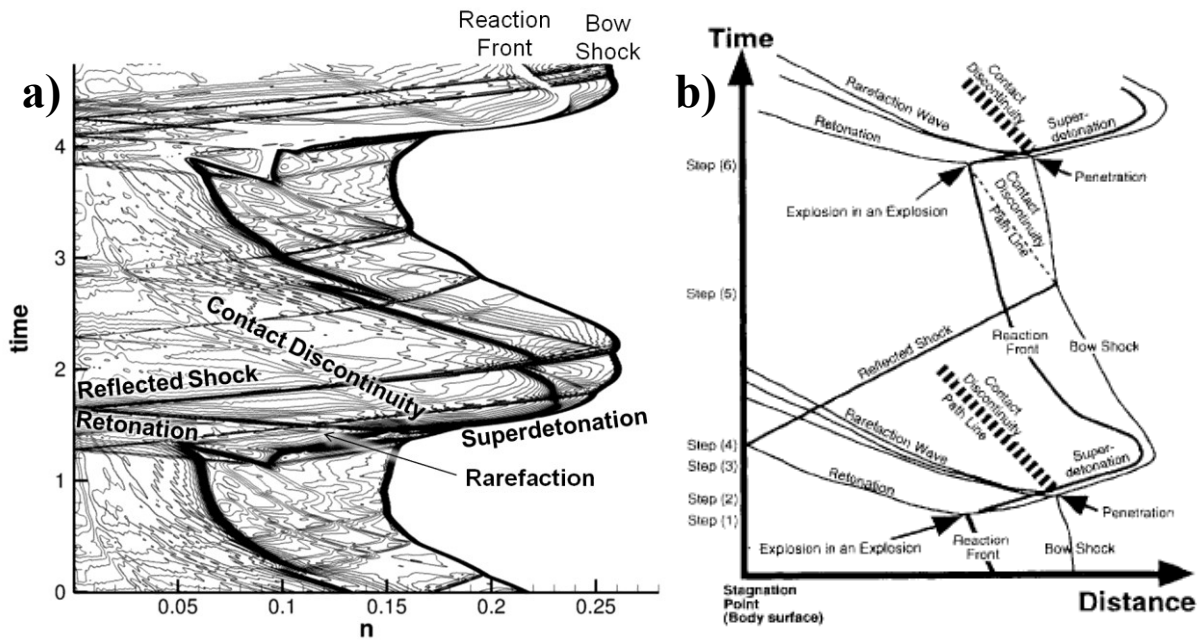 a)
Reaction
Front
Bow
Shock
time
4
3
2
1
0
Contact Discontinuity
Reflected Shock
Retonation
Superdetonation
Rarefaction
0.05
0.1
0.15
0.2
0.25
n
b)
Time
Rarefaction Wave
Retonation
Contact
Discontinuity
Super-
detonation
Step (6)
Penetration
Explosion in an Explosion
Contact
Discontinuity
Path Line
Step (5)
Reflected Shock
Reaction
Front
Bow Shock
Contact
Discontinuity
Path
Line
Rarefaction Wave
Super-
detonation
Step (4)
Step (3)
Retonation
Step (2)
Step (1)
Penetration
Explosion in an Explosion
Reaction
Front
Bow Shock
Stagnation
Point
(Body surface)
Distance